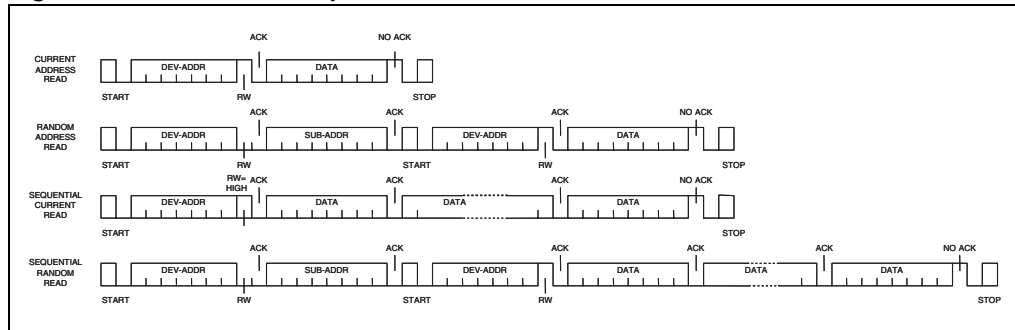 ACK NO ACK
CURRENT
ADDRESS
READ
DEV-ADDR DATA
START RW STOP
ACK ACK ACK NO ACK
RANDOM
ADDRESS
READ
DEV-ADDR SUB-ADDR DEV-ADDR DATA
START RW START RW STOP
RW=
HIGH
ACK ACK ACK NO ACK
SEQUENTIAL
CURRENT
READ
DEV-ADDR DATA DATA DATA
START STOP
ACK ACK ACK ACK ACK NO ACK
SEQUENTIAL
RANDOM
READ
DEV-ADDR SUB-ADDR DEV-ADDR DATA DATA DATA
START RW START RW STOP